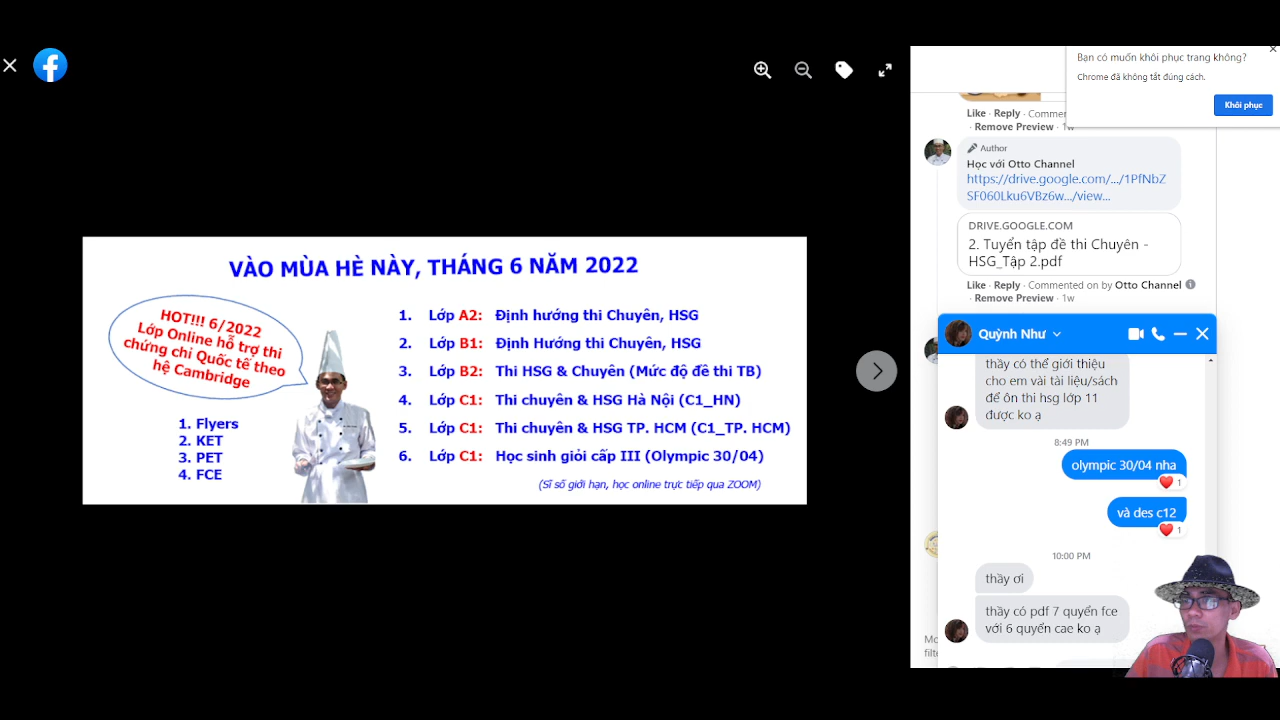 VÀO MÙA HÈ NÀY, THÁNG 6 NĂM 2022
HOT!!! 6/2022
Lớp Online hỗ trợ thi
chứng chỉ Quốc tế theo
hệ Cambridge
1. Flyers
2. KET
3. PET
4. FCE
1. Lớp A2: Định hướng thi Chuyên, HSG
2. Lớp B1: Định Hướng thi Chuyên, HSG
3. Lớp B2: Thi HSG & Chuyên (Mức độ đề thi TB)
4. Lớp C1: Thi chuyên & HSG Hà Nội (C1_HN)
5. Lớp C1: Thi chuyên & HSG TP. HCM (C1_TP. HCM)
6. Lớp C1: Học sinh giỏi cấp III (Olympic 30/04)
(Sĩ số giới hạn, học online trực tiếp qua ZOOM)
Bạn có muốn khôi phục trang không?
Chrome đã không tắt đúng cách.
Khôi phục
Like · Reply · Comme
· Remove Preview · 1w
Author
Học với Otto Channel
https://drive.google.com/.../1PfNbZ
SF060Lku6VBz6w.../view...
DRIVE.GOOGLE.COM
2. Tuyển tập đề thi Chuyên -
HSG_Tập 2.pdf
Like · Reply · Commented on by Otto Channel
· Remove Preview · 1w
Quỳnh Như
thầy có thể giới thiệu
cho em vài tài liệu/sách
để ôn thi hsg lớp 11
được ko ạ
8:49 PM
olympic 30/04 nha
1
và des c12
1
10:00 PM
thầy ơi
thầy có pdf 7 quyển fce
với 6 quyển cae ko ạ